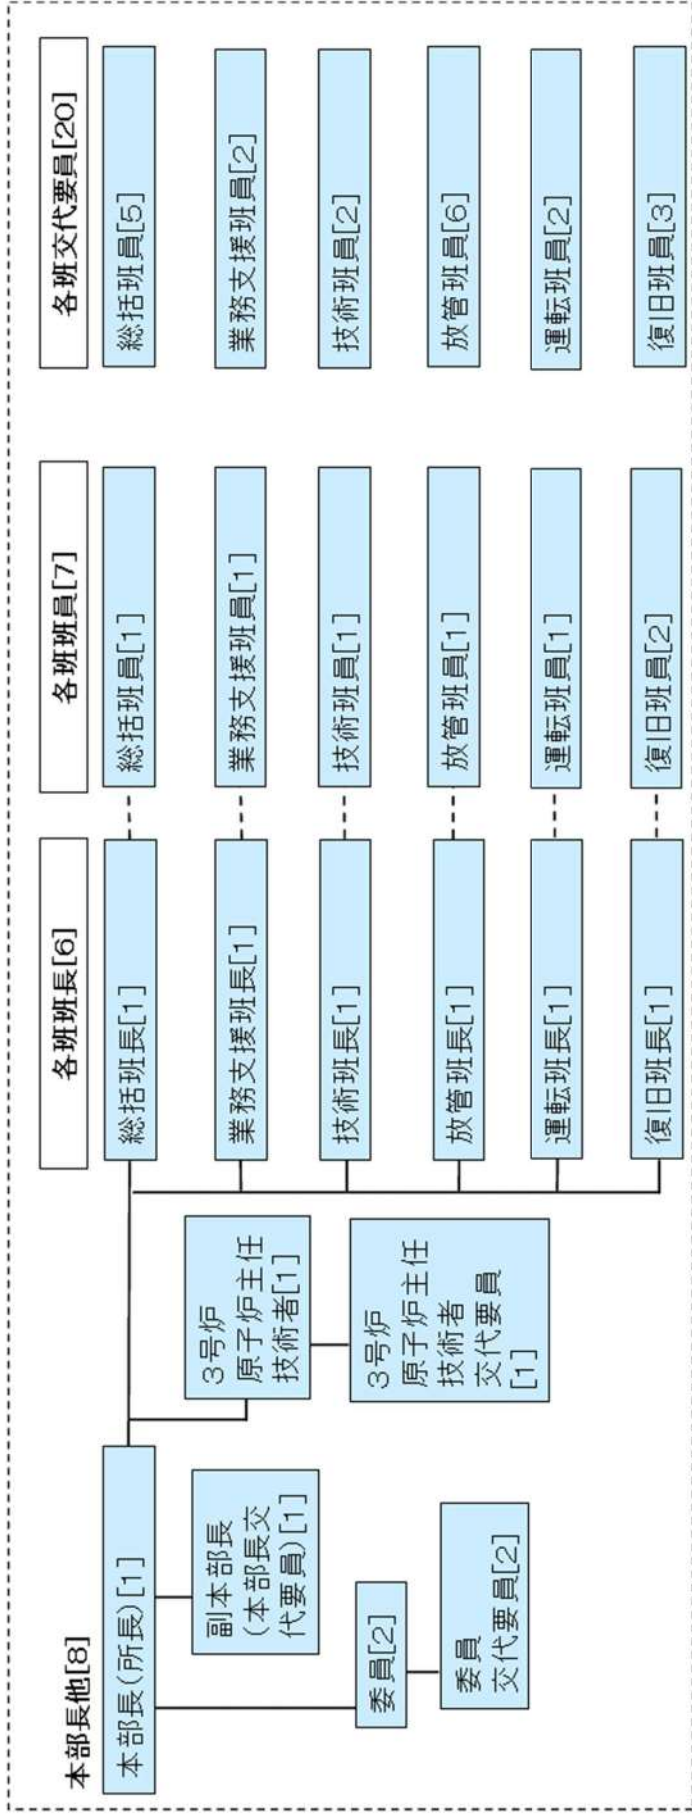 本部長他[8]
本部長(所長)[1]
副本部長
(本部長交
代要員)[1]
委員[2]
委員
交代要員[2]
3号炉
原子炉主任
技術者[1]
3号炉
原子炉主任
技術者
交代要員
[1]
各班班長[6]
総括班長[1]
業務支援班長[1]
技術班長[1]
放管班長[1]
運転班長[1]
復旧班長[1]
各班班員[7]
総括班員[1]
業務支援班員[1]
技術班員[1]
放管班員[1]
運転班員[1]
復旧班員[2]
各班交代要員[20]
総括班員[5]
業務支援班員[2]
技術班員[2]
放管班員[6]
運転班員[2]
復旧班員[3]